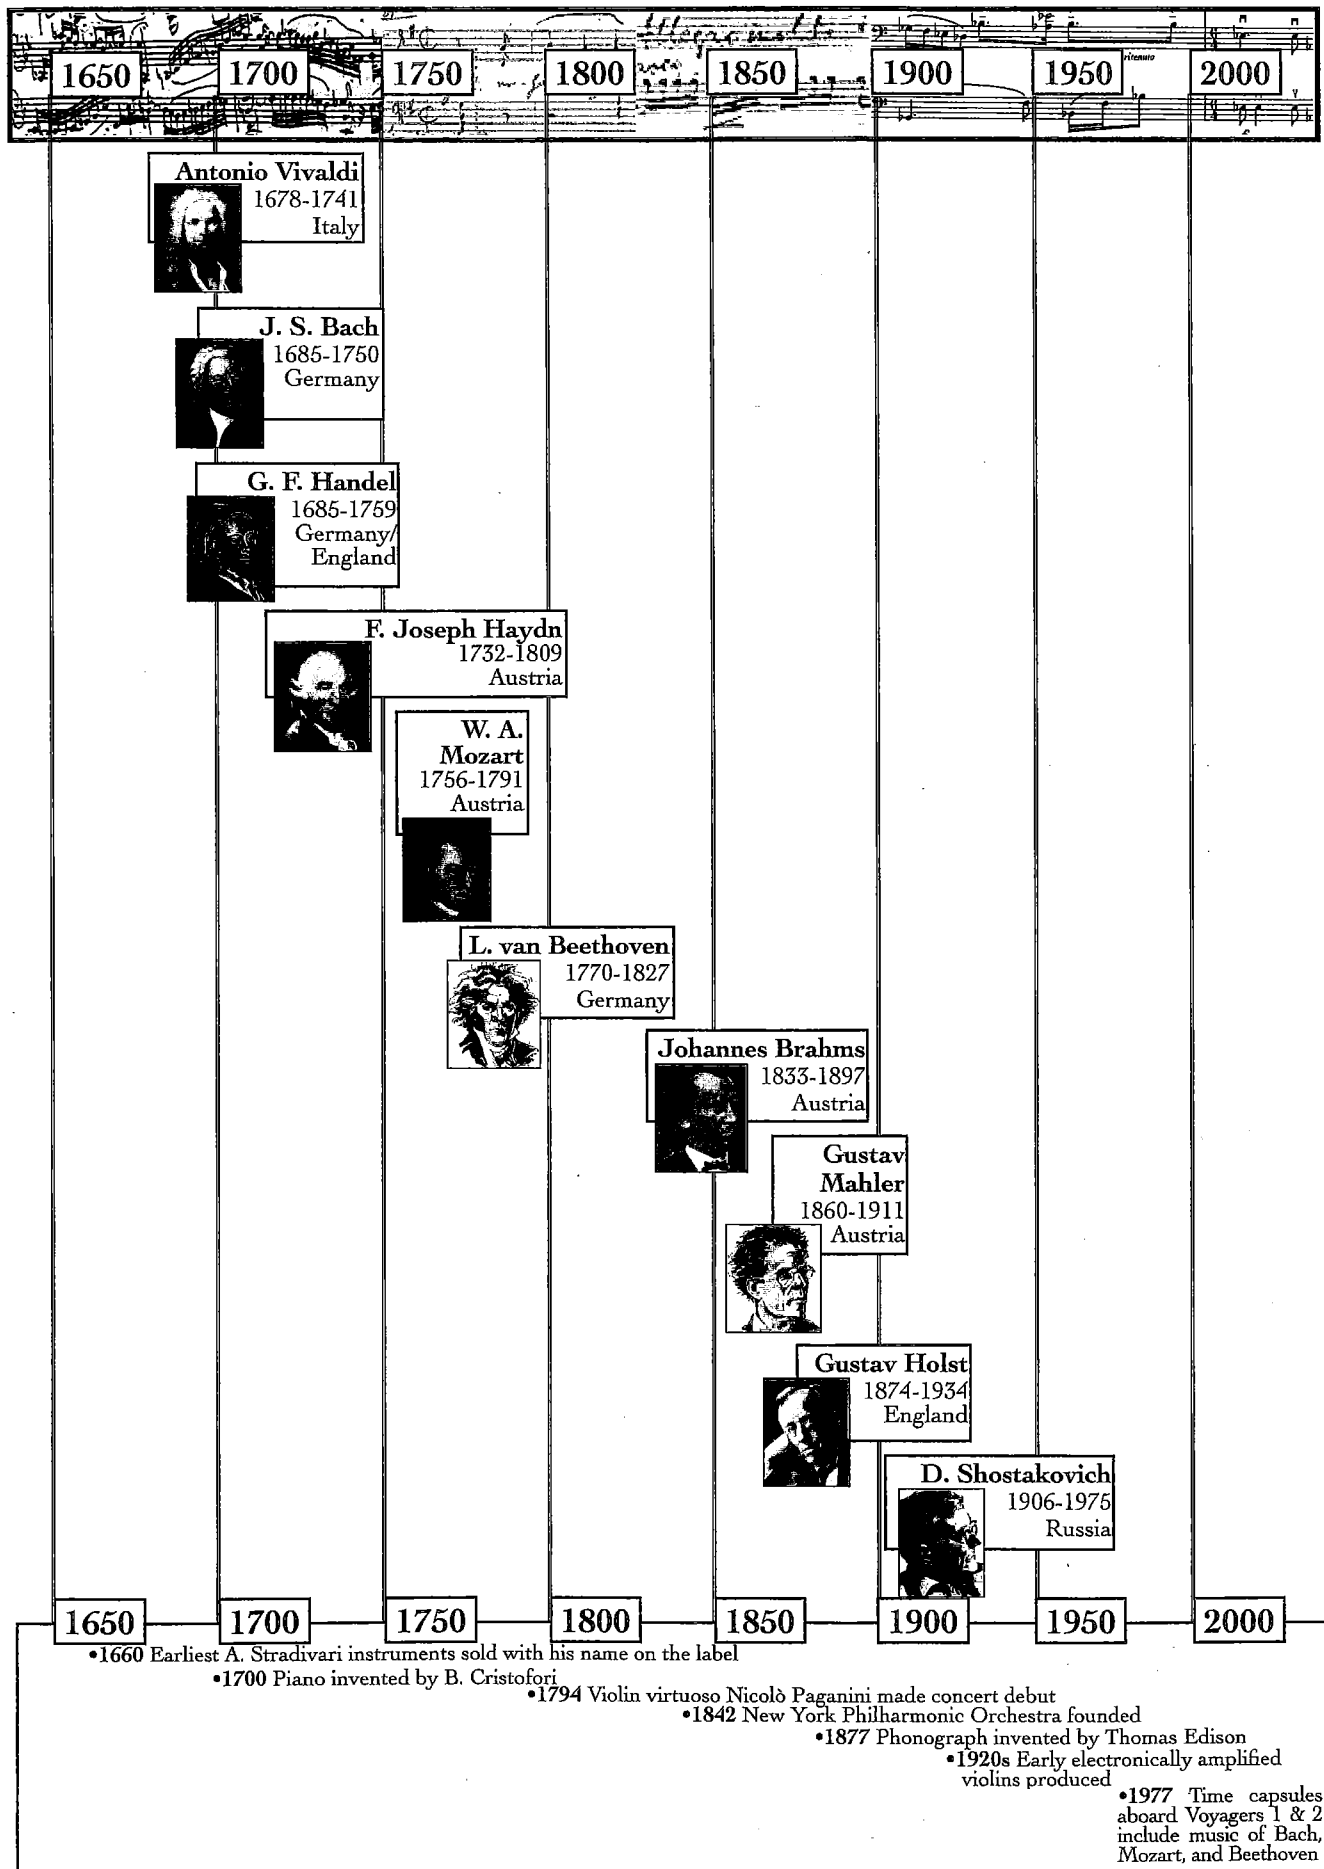 1650 1700 1750 1800 1850 1900 1950 2000
ritenuto
Antonio Vivaldi
1678-1741
Italy
J. S. Bach
1685-1750
Germany
G. F. Handel
1685-1759
Germany/
England
F. Joseph Haydn
1732-1809
Austria
W. A.
Mozart
1756-1791
Austria
L. van Beethoven
1770-1827
Germany
Johannes Brahms
1833-1897
Austria
Gustav
Mahler
1860-1911
Austria
Gustav Holst
1874-1934
England
D. Shostakovich
1906-1975
Russia
1650 1700 1750 1800 1850 1900 1950 2000
•1660 Earliest A. Stradivari instruments sold with his name on the label
•1700 Piano invented by B. Cristofori
•1794 Violin virtuoso Nicolò Paganini made concert debut
•1842 New York Philharmonic Orchestra founded
•1877 Phonograph invented by Thomas Edison
•1920s Early electronically amplified
violins produced
•1977 Time capsules
aboard Voyagers 1 & 2
include music of Bach,
Mozart, and Beethoven